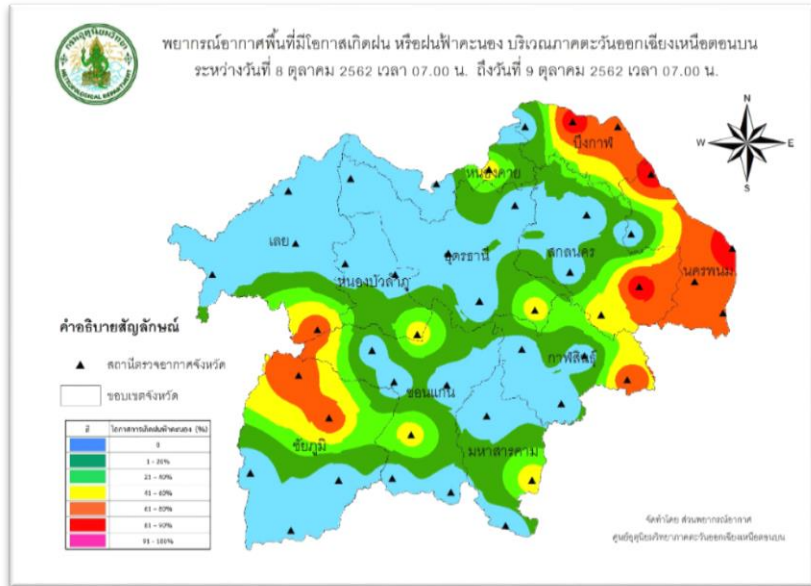 กรมอุตุนิยมวิทยา
METEOROLOGICAL DEPARTMENT
พยากรณ์อากาศพื้นที่มีโอกาสเกิดฝน หรือฝนฟ้าคะนอง บริเวณภาคตะวันออกเฉียงเหนือตอนบน
ระหว่างวันที่ 8 ตุลาคม 2562 เวลา 07.00 น. ถึงวันที่ 9 ตุลาคม 2562 เวลา 07.00 น.
N
W
E
S
บึงกาฬ
หนองคาย
เลย
อุดรธานี
สกลนคร
หนองบัวลำภู
นครพนม
กาฬสินธุ์
ขอนแก่น
ชัยภูมิ
มหาสารคาม
คำอธิบายสัญลักษณ์
สถานีตรวจอากาศจังหวัด
ขอบเขตจังหวัด
สี โอกาสการเกิดฝนฟ้าคะนอง (%)
0
1 - 20%
21 - 40%
41 - 60%
61 - 80%
81 - 90%
91 - 100%
จัดทำโดย ส่วนพยากรณ์อากาศ
ศูนย์อุตุนิยมวิทยาภาคตะวันออกเฉียงเหนือตอนบน